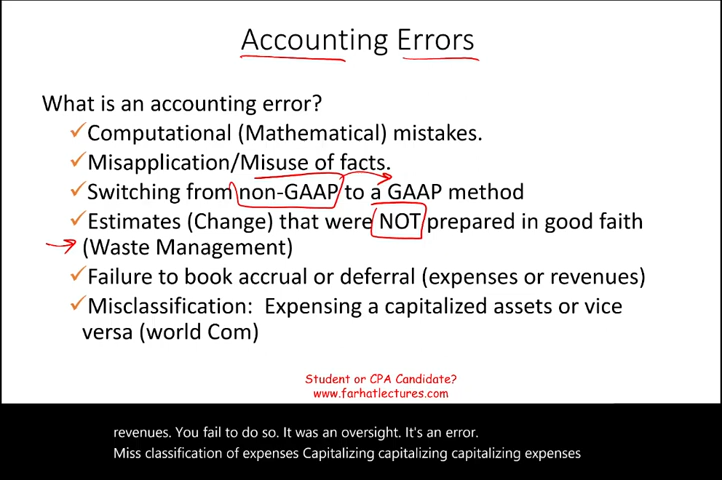 Accounting Errors
What is an accounting error?
✓Computational (Mathematical) mistakes.
✓Misapplication/Misuse of facts.
✓Switching from non-GAAP to a GAAP method
✓Estimates (Change) that were NOT prepared in good faith
(Waste Management)
✓Failure to book accrual or deferral (expenses or revenues)
✓Misclassification: Expensing a capitalized assets or vice
versa (world Com)
Student or CPA Candidate?
www.farhatlectures.com
revenues. You fail to do so. It was an oversight. It's an error.
Miss classification of expenses Capitalizing capitalizing capitalizing expenses